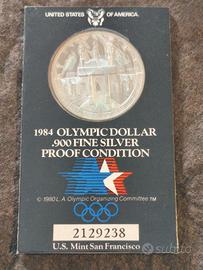 UNITED STATES OF AMERICA.
1984 OLYMPIC DOLLAR
.900 FINE SILVER
PROOF CONDITION
© 1980 L.A. Olympic Organizing Committee TM
2129238
U.S. Mint San Francisco
subito